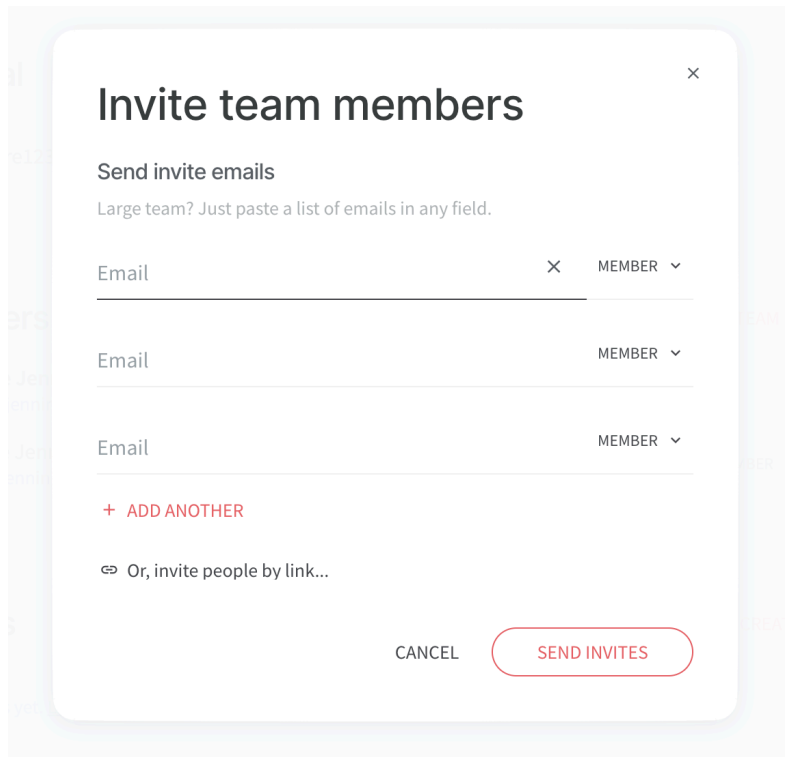 Invite team members
Send invite emails
Large team? Just paste a list of emails in any field.
Email MEMBER
Email MEMBER
Email MEMBER
+ ADD ANOTHER
Or, invite people by link...
CANCEL SEND INVITES